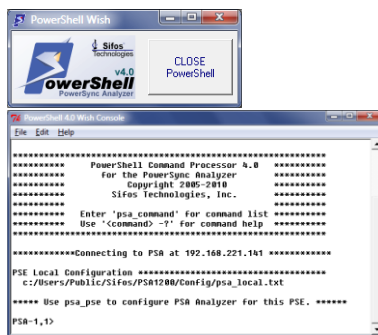 PowerShell Wish
Sifos
Technologies
v4.0
PowerShell
PowerSync Analyzer
CLOSE
PowerShell
PowerShell 4.0 Wish Console
File Edit Help
**************************************************************
********** PowerShell Command Processor 4.0 **********
********** for the PowerSync Analyzer **********
********** Copyright 2005-2010 **********
********** Sifos Technologies, Inc. **********
********** **********
********** Enter 'psa_command' for command list **********
********** Use '<command> -?' for command help **********
**************************************************************
************Connecting to PSA at 192.168.221.141 *************
PSE Local Configuration *************************************
c:/Users/Public/Sifos/PSA1200/Config/psa_local.txt
***** Use psa_pse to configure PSA Analyzer for this PSE. ******
PSA-1,1>